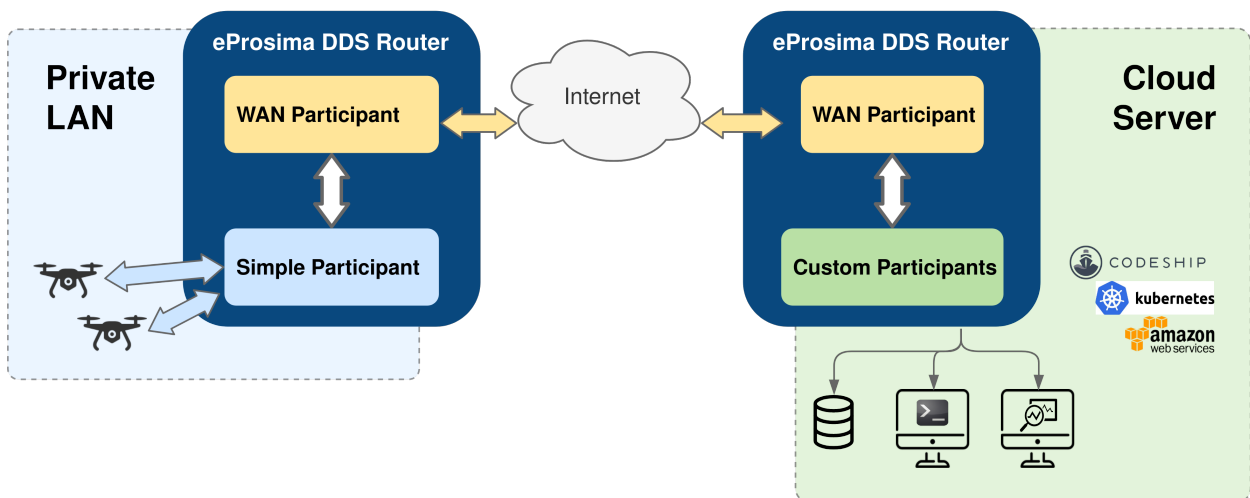 Private
LAN
eProsima DDS Router
WAN Participant
Simple Participant
Internet
eProsima DDS Router
WAN Participant
Custom Participants
Cloud
Server
CODESHIP
kubernetes
amazon
web services